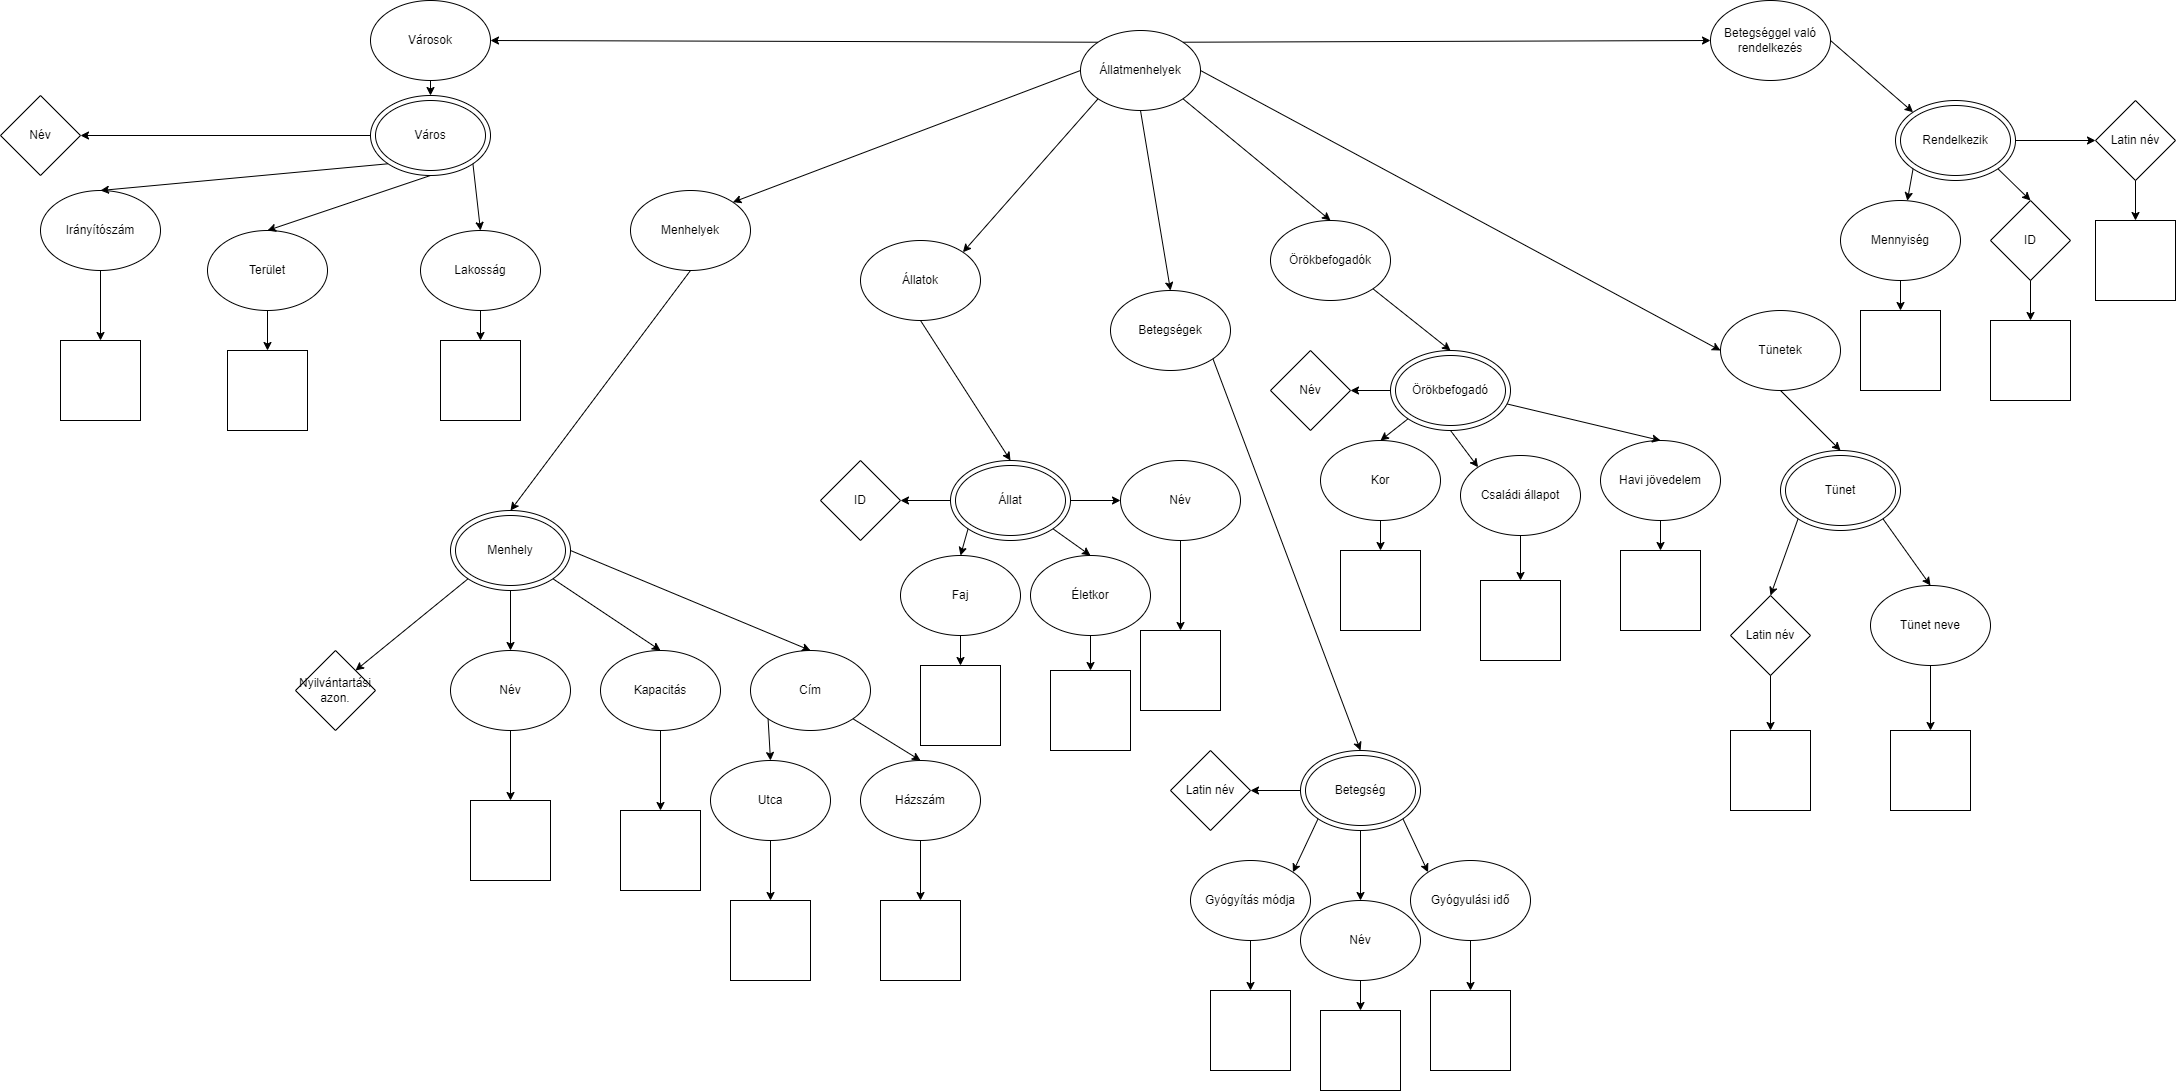 Városok
Állatmenhelyek
Betegséggel való
rendelkezés
Név
Város
Rendelkezik
Latin név
Irányítószám
Terület
Lakosság
Menhelyek
Állatok
Betegségek
Örökbefogadók
Tünetek
Mennyiség
ID
Név
Örökbefogadó
Kor
Családi állapot
Havi jövedelem
Tünet
Latin név
Tünet neve
ID
Állat
Név
Faj
Életkor
Menhely
Nyilvántartási
azon.
Név
Kapacitás
Cím
Utca
Házszám
Latin név
Betegség
Gyógyítás módja
Név
Gyógyulási idő